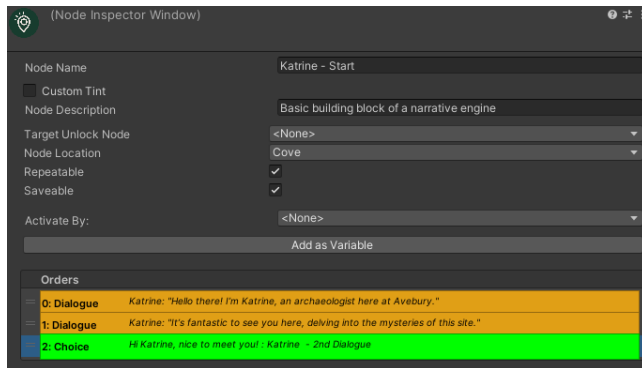 (Node Inspector Window)
Node Name Katrine - Start
Custom Tint
Node Description Basic building block of a narrative engine
Target Unlock Node <None>
Node Location Cove
Repeatable
Saveable
Activate By: <None>
Add as Variable
Orders
0: Dialogue Katrine: "Hello there! I'm Katrine, an archaeologist here at Avebury."
1: Dialogue Katrine: "It's fantastic to see you here, delving into the mysteries of this site."
2: Choice Hi Katrine, nice to meet you! : Katrine - 2nd Dialogue